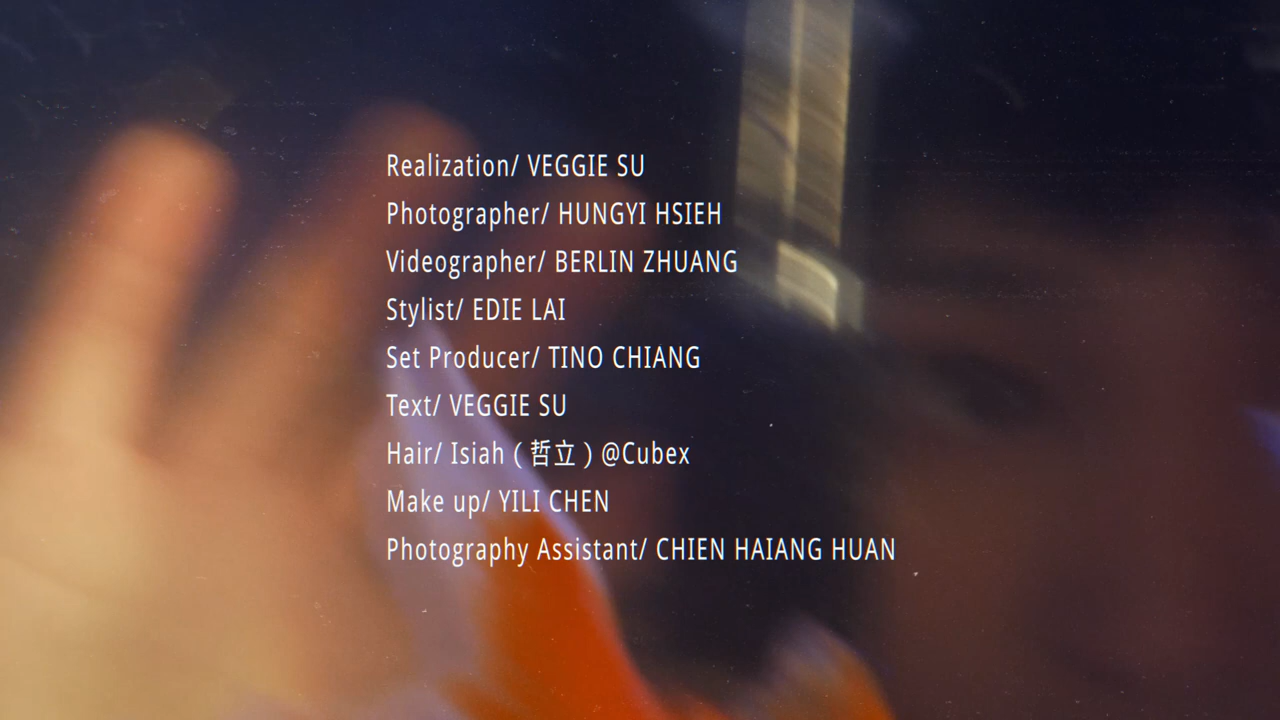 Realization/ VEGGIE SU
Photographer/ HUNGYI HSIEH
Videographer/ BERLIN ZHUANG
Stylist/ EDIE LAI
Set Producer/ TINO CHIANG
Text/ VEGGIE SU
Hair/ Isiah ( 哲立 ) @Cubex
Make up/ YILI CHEN
Photography Assistant/ CHIEN HAIANG HUAN